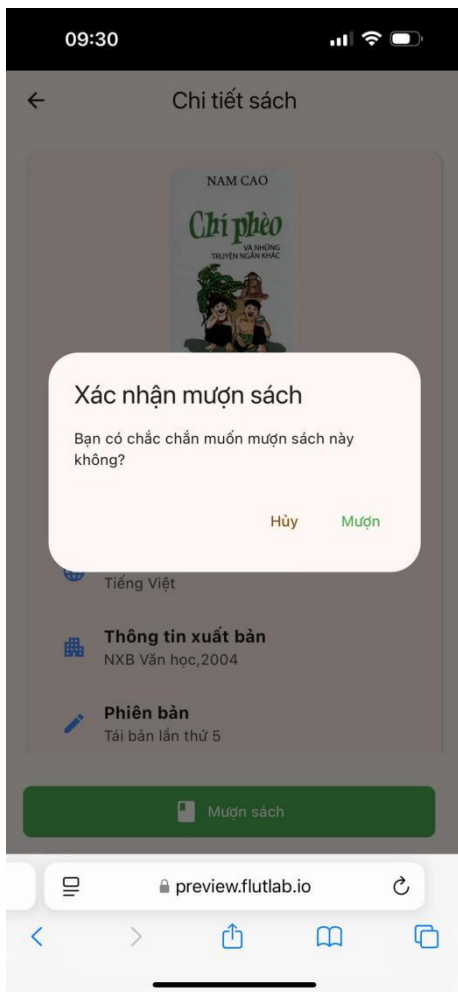 09:30
Chi tiết sách
NAM CAO
Chí phèo
VÀ NHỮNG
TRUYỆN NGẮN KHÁC
Xác nhận mượn sách
Bạn có chắc chắn muốn mượn sách này
không?
Hủy
Mượn
Tiếng Việt
Thông tin xuất bản
NXB Văn học,2004
Phiên bản
Tái bản lần thứ 5
Mượn sách
preview.flutlab.io